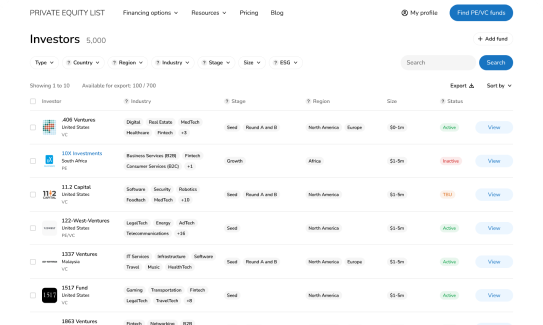 PRIVATE EQUITY LIST Financing options Resources Pricing Blog My profile Find PE/VC funds
Investors 5,000 + Add fund
Type ? Country ? Region ? Industry ? Stage Size ? ESG Search Search
Showing 1 to 10 Available for export: 100 / 700 Export Sort by
Investor ? Industry ? Stage ? Region Size ? Status
.406 Ventures
United States
VC
Digital Real Estate MedTech
Healthcare Fintech +3
Seed Round A and B North America Europe $0-1m Active View
10X Investments
South Africa
PE
Business Services (B2B) Fintech
Consumer Services (B2C) +1
Growth Africa $1-5m Inactive View
11.2 Capital
United States
VC
Software Security Robotics
Foodtech MedTech +10
Seed Round A and B North America $1-5m TBU View
122-West-Ventures
United States
PE/VC
LegalTech Energy AdTech
Telecommunications +16
Seed North America $1-5m Active View
1337 Ventures
Malaysia
VC
IT Services Infrastructure Software
Travel Music HealthTech
Seed Round A and B North America Europe $1-5m Active View
1517
1517 Fund
United States
VC
Gaming Transportation Fintech
LegalTech TravelTech +8
Seed North America $1-5m Active View
1863 Ventures
Fintech Networking B2B